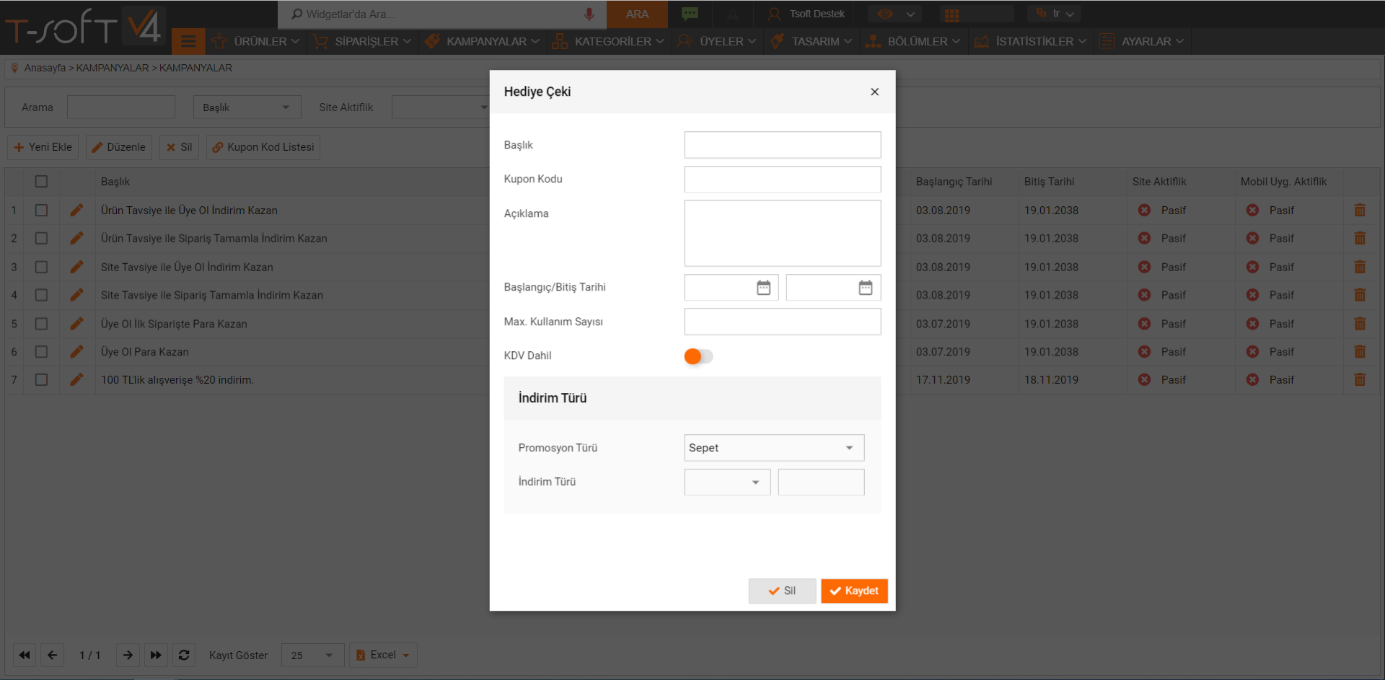 T-SOFT V4
Widgetlar'da Ara...
ARA
Tsoft Destek
tr
ÜRÜNLER
SİPARİŞLER
KAMPANYALAR
KATEGORİLER
ÜYELER
TASARIM
BÖLÜMLER
İSTATİSTİKLER
AYARLAR
Anasayfa > KAMPANYALAR > KAMPANYALAR
Arama
Başlık
Site Aktiflik
Yeni Ekle
Düzenle
Sil
Kupon Kod Listesi
Başlık
Başlangıç Tarihi
Bitiş Tarihi
Site Aktiflik
Mobil Uyg. Aktiflik
1 Ürün Tavsiye ile Üye Ol İndirim Kazan 03.08.2019 19.01.2038 Pasif Pasif
2 Ürün Tavsiye ile Sipariş Tamamla İndirim Kazan 03.08.2019 19.01.2038 Pasif Pasif
3 Site Tavsiye ile Üye Ol İndirim Kazan 03.08.2019 19.01.2038 Pasif Pasif
4 Site Tavsiye ile Sipariş Tamamla İndirim Kazan 03.08.2019 19.01.2038 Pasif Pasif
5 Üye Ol İlk Siparişte Para Kazan 03.07.2019 19.01.2038 Pasif Pasif
6 Üye Ol Para Kazan 03.07.2019 19.01.2038 Pasif Pasif
7 100 TL'lik alışverişe %20 indirim. 17.11.2019 18.11.2019 Pasif Pasif
Hediye Çeki
Başlık
Kupon Kodu
Açıklama
Başlangıç/Bitiş Tarihi
Max. Kullanım Sayısı
KDV Dahil
İndirim Türü
Promosyon Türü
Sepet
İndirim Türü
Sil
Kaydet
1 / 1
Kayıt Göster
25
Excel